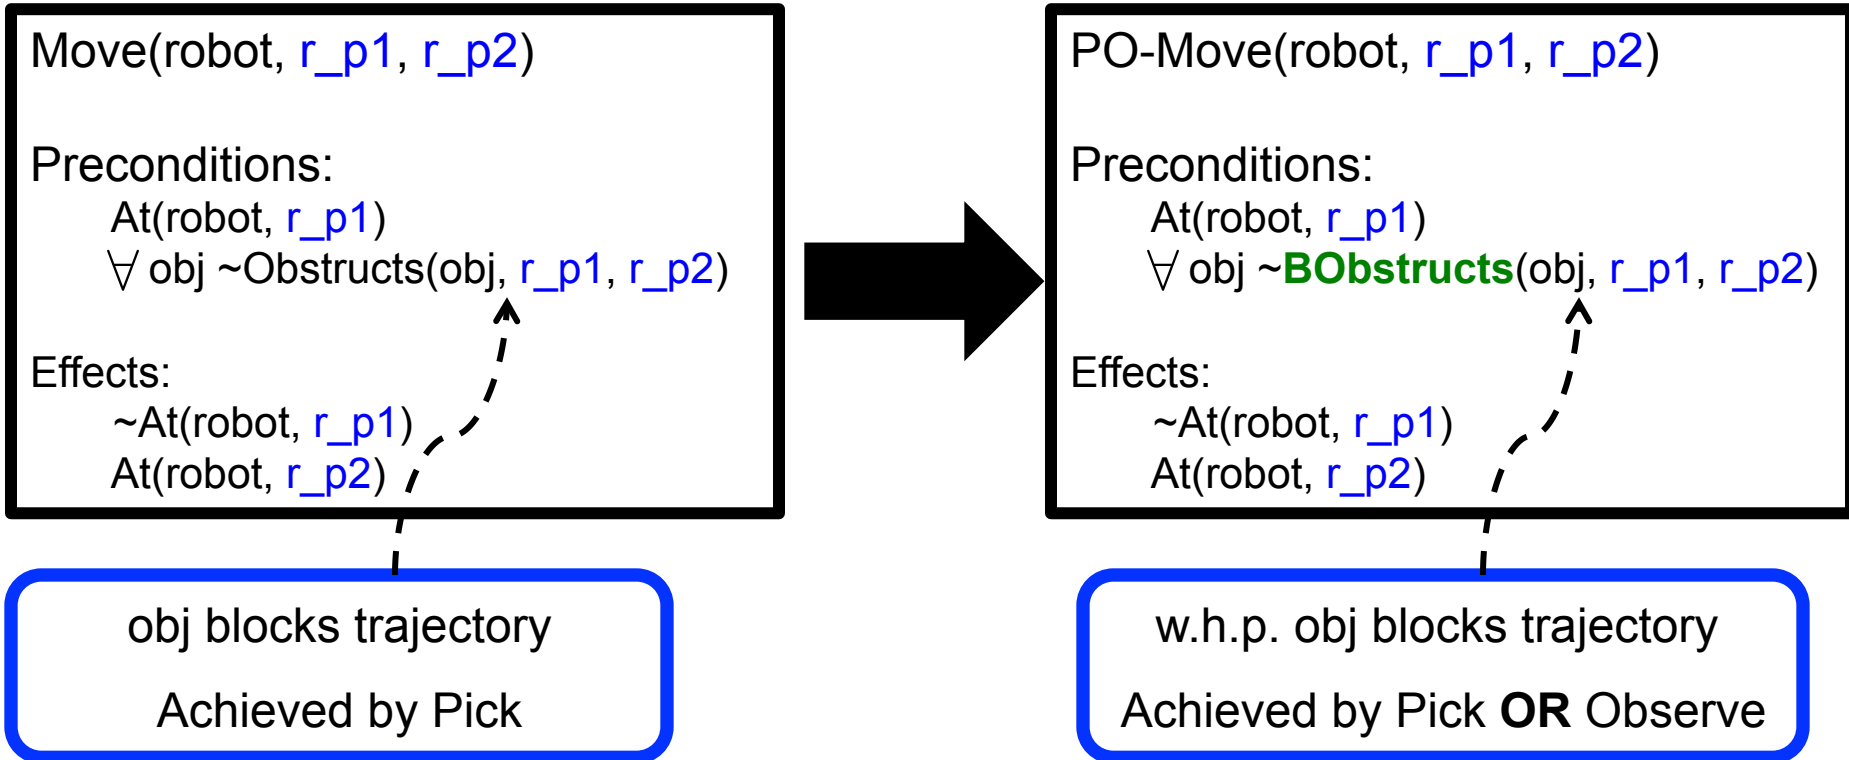 Move(robot, r_p1, r_p2)
Preconditions:
At(robot, r_p1)
∀ obj ~Obstructs(obj, r_p1, r_p2)
Effects:
~At(robot, r_p1)
At(robot, r_p2)
obj blocks trajectory
Achieved by Pick
PO-Move(robot, r_p1, r_p2)
Preconditions:
At(robot, r_p1)
∀ obj ~BObstructs(obj, r_p1, r_p2)
Effects:
~At(robot, r_p1)
At(robot, r_p2)
w.h.p. obj blocks trajectory
Achieved by Pick OR Observe